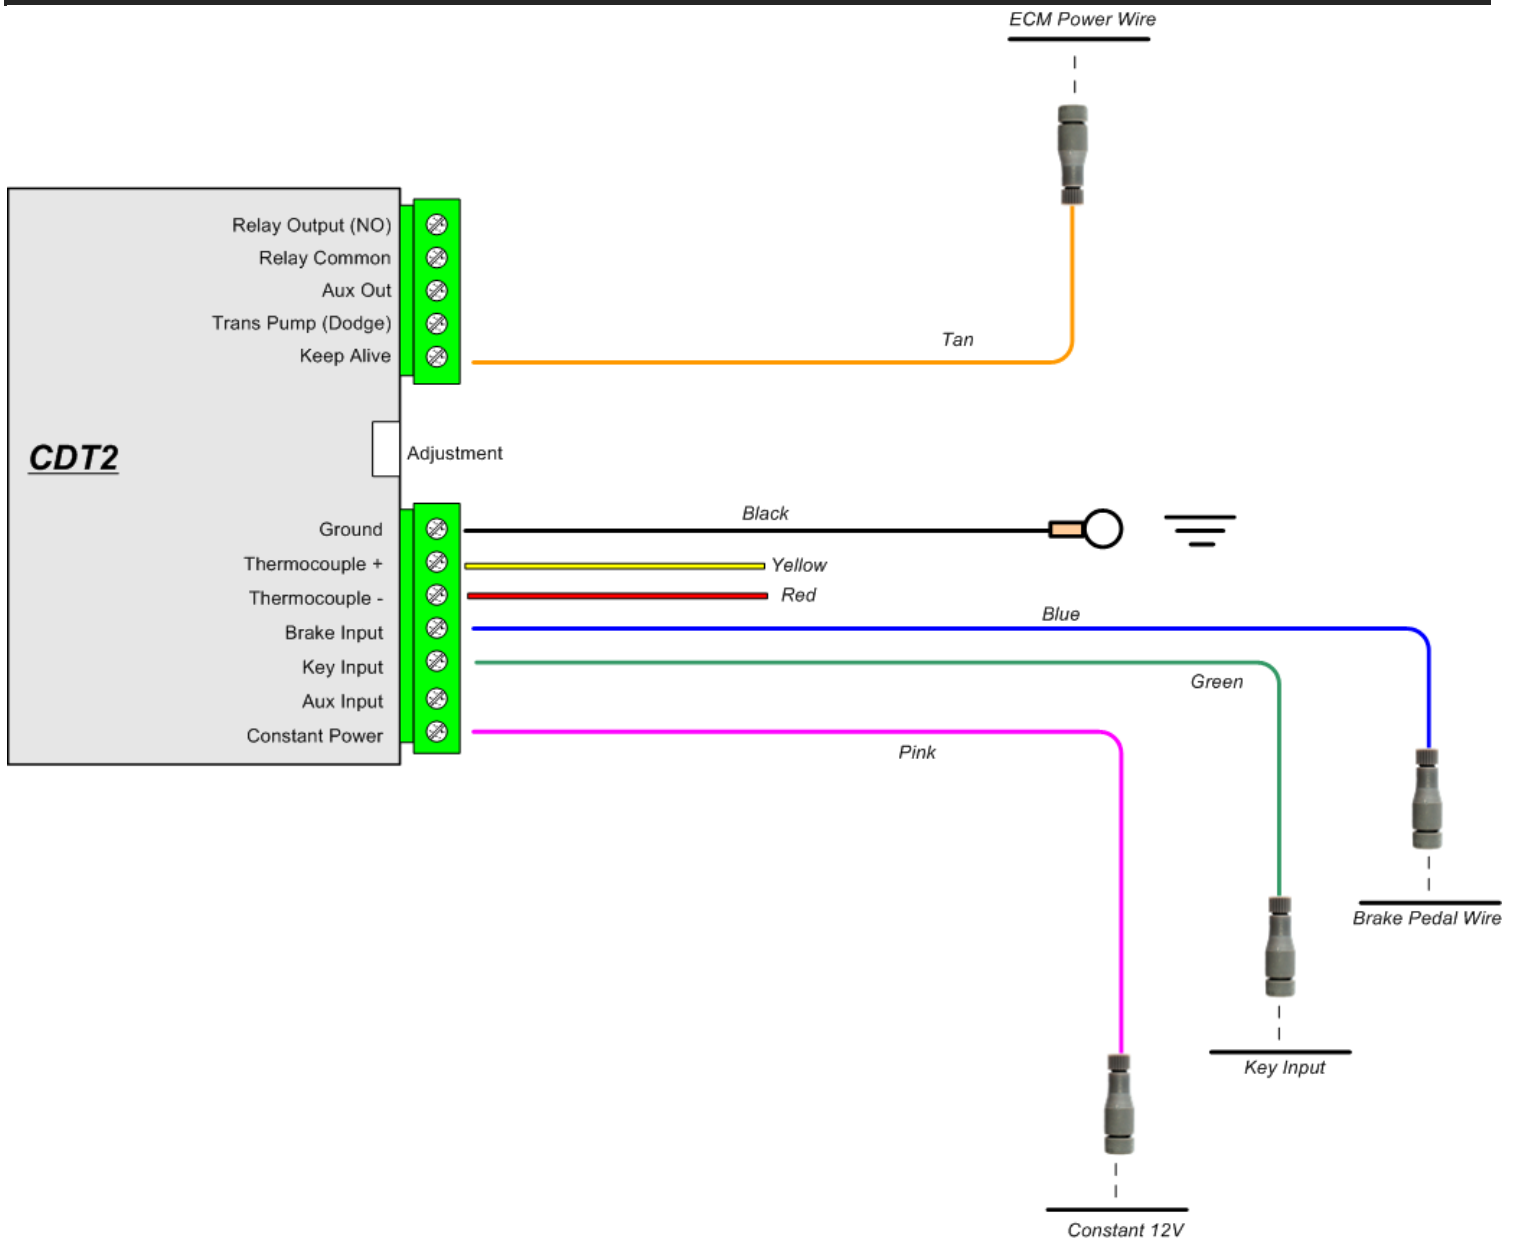 ECM Power Wire
Relay Output (NO)
Relay Common
Aux Out
Trans Pump (Dodge)
Keep Alive
Tan
CDT2
Adjustment
Ground
Black
Thermocouple +
Yellow
Thermocouple -
Red
Brake Input
Blue
Key Input
Green
Aux Input
Constant Power
Pink
Brake Pedal Wire
Key Input
Constant 12V